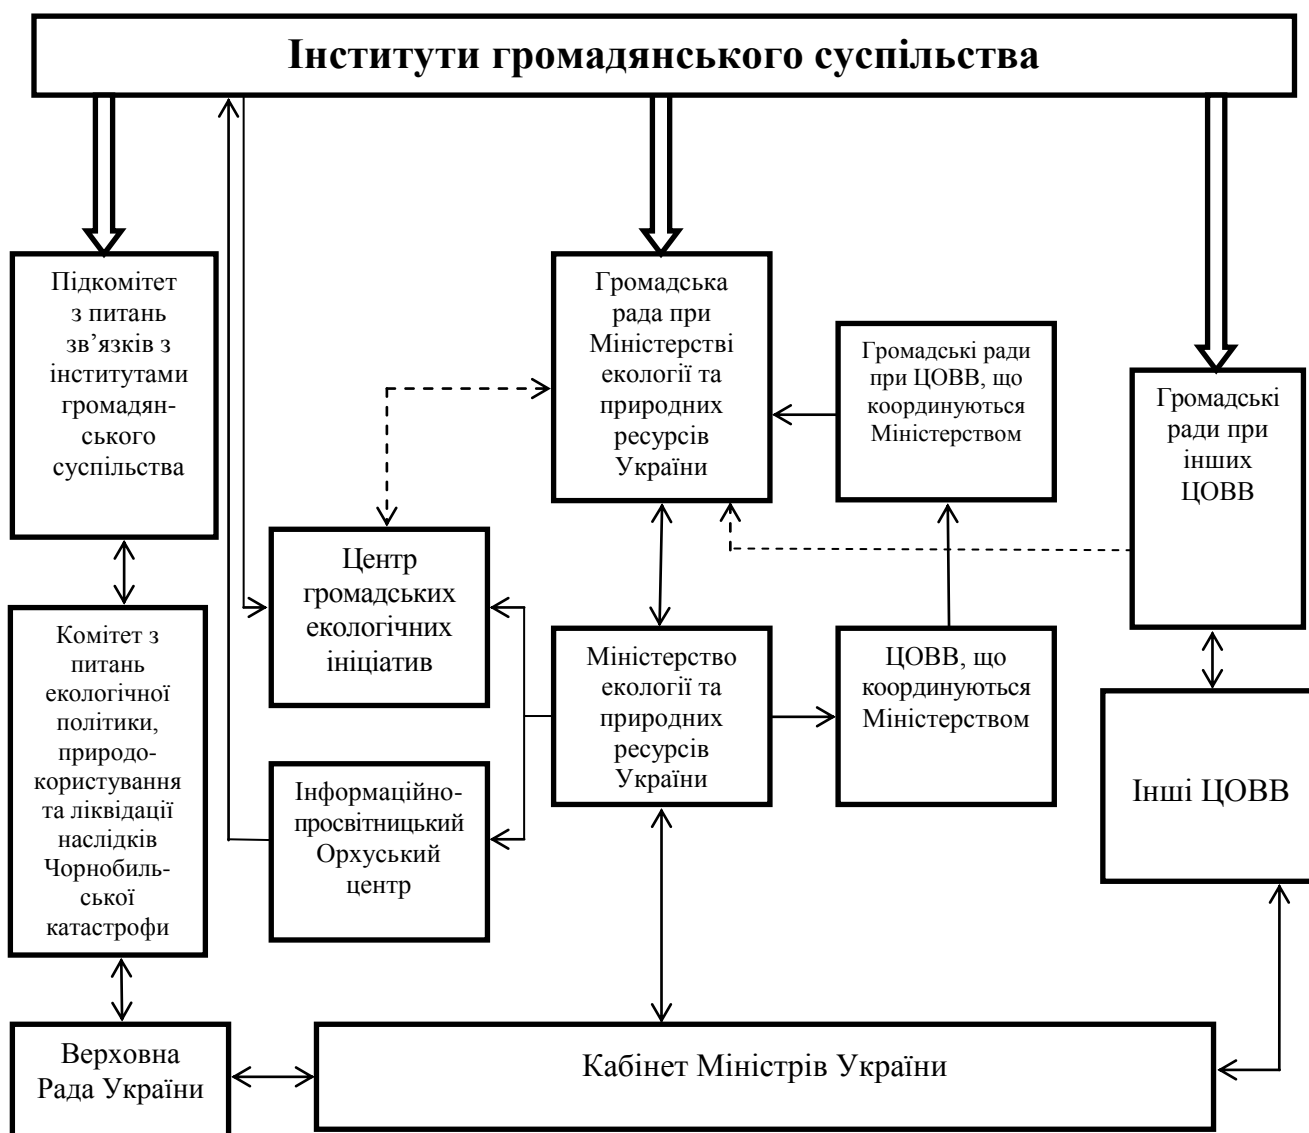 Інститути громадянського суспільства
Підкомітет
з питань
зв’язків з
інститутами
громадян-
ського
суспільства
Громадська
рада при
Міністерстві
екології та
природних
ресурсів
України
Громадські ради
при ЦОВВ, що
координуються
Міністерством
Громадські
ради при
інших
ЦОВВ
Центр
громадських
екологічних
ініціатив
Комітет з
питань
екологічної
політики,
природо-
користування
та ліквідації
наслідків
Чорнобиль-
ської
катастрофи
Міністерство
екології та
природних
ресурсів
України
ЦОВВ, що
координуються
Міністерством
Інші ЦОВВ
Інформаційно-
просвітницький
Орхуський
центр
Верховна
Рада України
Кабінет Міністрів України